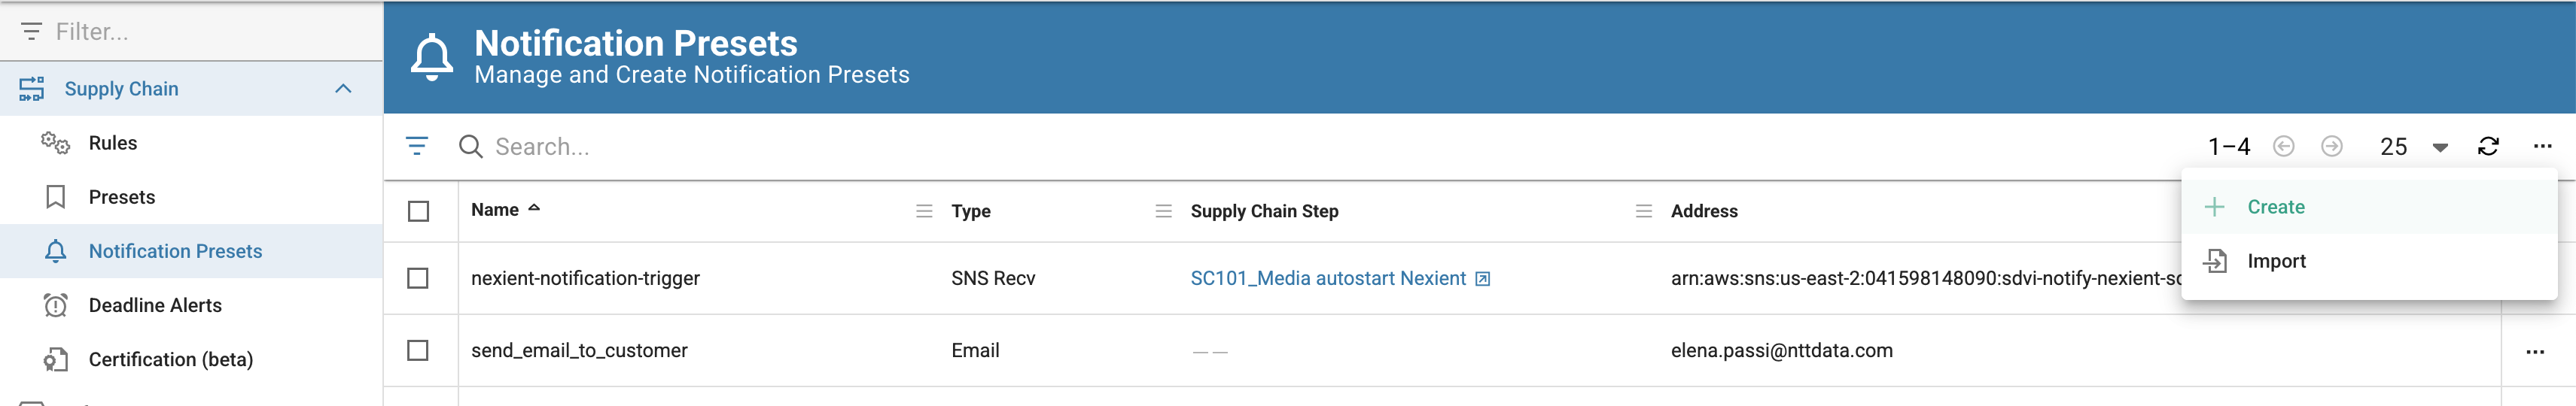 Filter...
Supply Chain
Rules
Presets
Notification Presets
Deadline Alerts
Certification (beta)
Notification Presets
Manage and Create Notification Presets
Search...
1–4
25
Create
Import
Name Type Supply Chain Step Address
nexient-notification-trigger SNS Recv SC101_Media autostart Nexient arn:aws:sns:us-east-2:041598148090:sdvi-notify-nexient-sc
send_email_to_customer Email —— elena.passi@nttdata.com